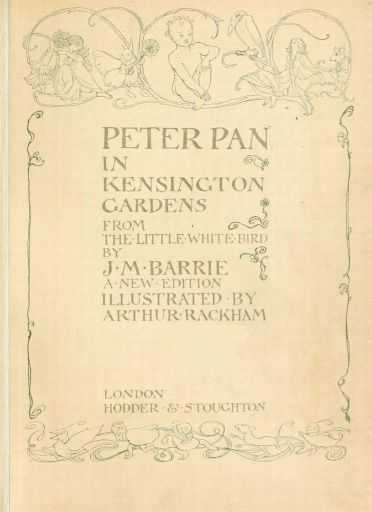 PETER PAN
IN
KENSINGTON
GARDENS
FROM
THE·LITTLE·WHITE·BIRD
BY
J·M·BARRIE
A·NEW·EDITION
ILLUSTRATED·BY
ARTHUR·RACKHAM
LONDON
HODDER·&·STOUGHTON